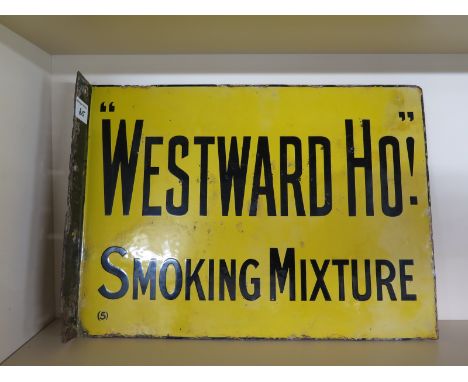 "WESTWARD HO!"
SMOKING MIXTURE
(5)